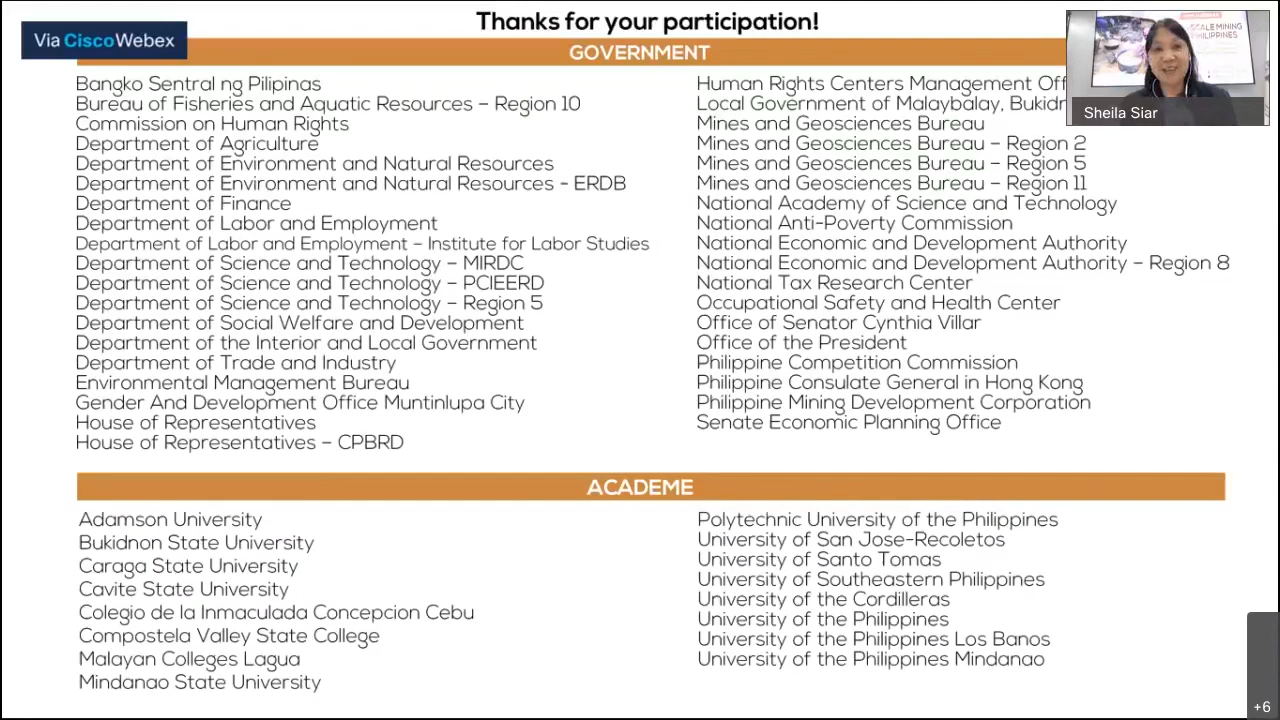 Thanks for your participation!
Via CiscoWebex
GOVERNMENT
Bangko Sentral ng Pilipinas
Bureau of Fisheries and Aquatic Resources – Region 10
Commission on Human Rights
Department of Agriculture
Department of Environment and Natural Resources
Department of Environment and Natural Resources - ERDB
Department of Finance
Department of Labor and Employment
Department of Labor and Employment – Institute for Labor Studies
Department of Science and Technology – MIRDC
Department of Science and Technology – PCIEERD
Department of Science and Technology – Region 5
Department of Social Welfare and Development
Department of the Interior and Local Government
Department of Trade and Industry
Environmental Management Bureau
Gender And Development Office Muntinlupa City
House of Representatives
House of Representatives – CPBRD
Human Rights Centers Management Off
Local Government of Malaybalay, Bukidn
Mines and Geosciences Bureau
Mines and Geosciences Bureau – Region 2
Mines and Geosciences Bureau – Region 5
Mines and Geosciences Bureau – Region 11
National Academy of Science and Technology
National Anti-Poverty Commission
National Economic and Development Authority
National Economic and Development Authority – Region 8
National Tax Research Center
Occupational Safety and Health Center
Office of Senator Cynthia Villar
Office of the President
Philippine Competition Commission
Philippine Consulate General in Hong Kong
Philippine Mining Development Corporation
Senate Economic Planning Office
SCALE MINING
PHILIPPINES
Sheila Siar
ACADEME
Adamson University
Bukidnon State University
Caraga State University
Cavite State University
Colegio de la Inmaculada Concepcion Cebu
Compostela Valley State College
Malayan Colleges Lagua
Mindanao State University
Polytechnic University of the Philippines
University of San Jose-Recoletos
University of Santo Tomas
University of Southeastern Philippines
University of the Cordilleras
University of the Philippines
University of the Philippines Los Banos
University of the Philippines Mindanao
+6